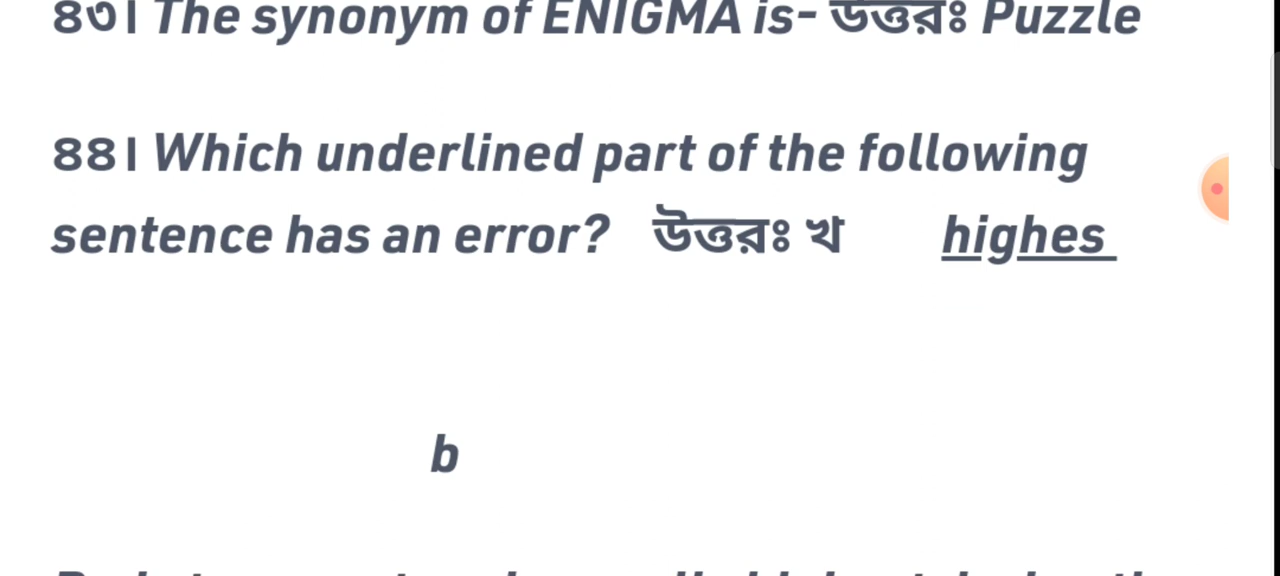 ৪৩। The synonym of ENIGMA is- উত্তরঃ Puzzle
৪৪। Which underlined part of the following
sentence has an error? উত্তরঃ খ highes
b